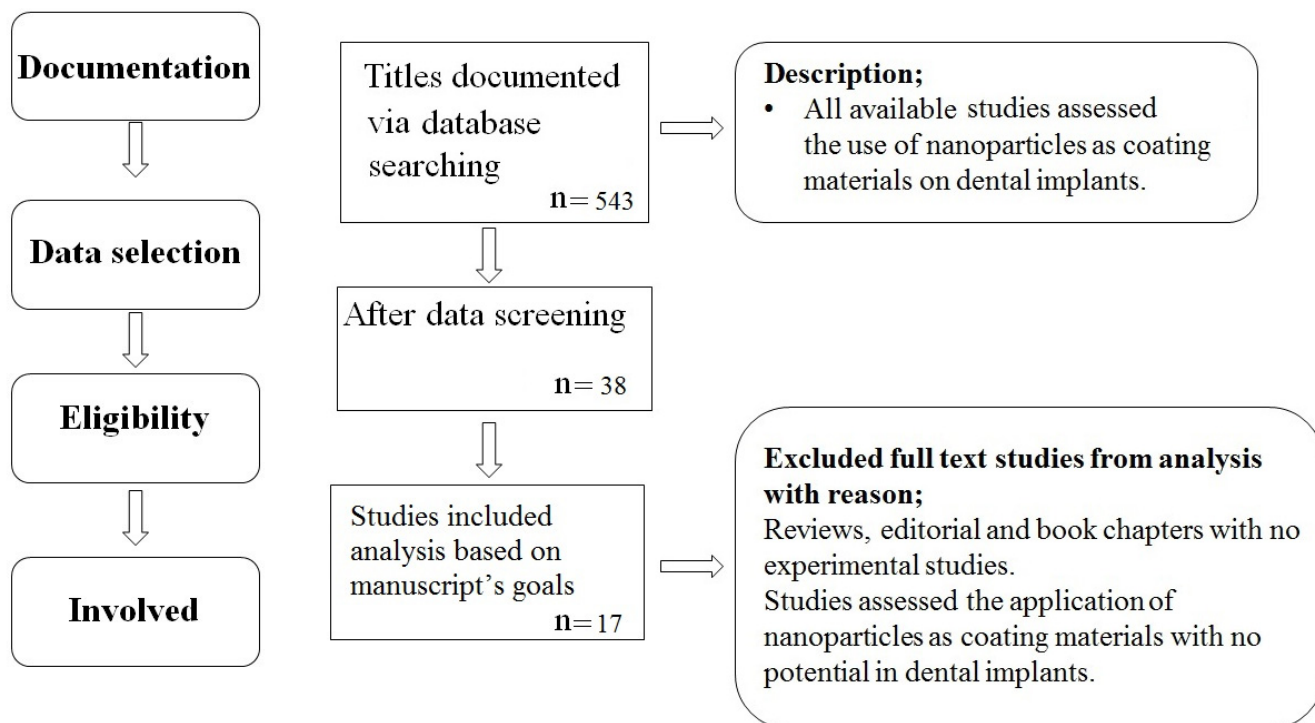 Documentation
Data selection
Eligibility
Involved
Titles documented
via database
searching
n= 543
After data screening
n= 38
Studies included
analysis based on
manuscript's goals
n=17
Description;
• All available studies assessed
the use of nanoparticles as coating
materials on dental implants.
Excluded full text studies from analysis
with reason;
Reviews, editorial and book chapters with no
experimental studies.
Studies assessed the application of
nanoparticles as coating materials with no
potential in dental implants.